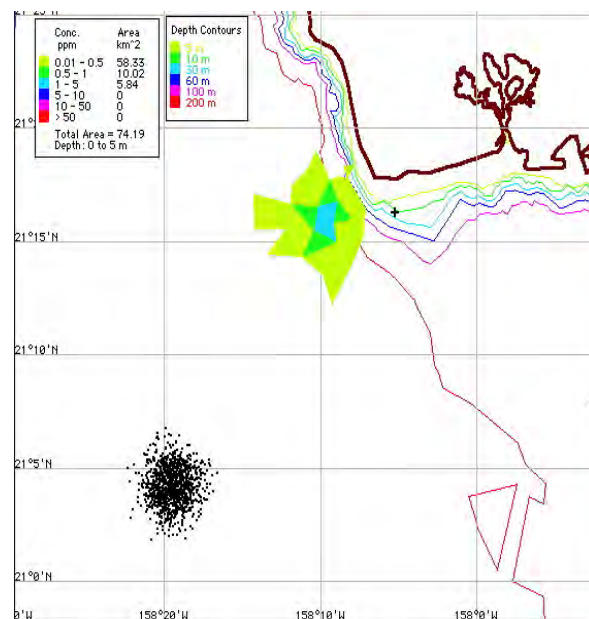 21°25'N
Conc. Area
ppm km^2
0.01 - 0.5 58.33
0.5 - 1 10.02
1 - 5 5.84
5 - 10 0
10 - 50 0
> 50 0
Total Area = 74.19
Depth: 0 to 5 m
Depth Contours
10 m
30 m
60 m
100 m
200 m
21°15'N
21°10'N
21°5'N
21°0'N
0'W 158°20'W 158°10'W 158°0'W